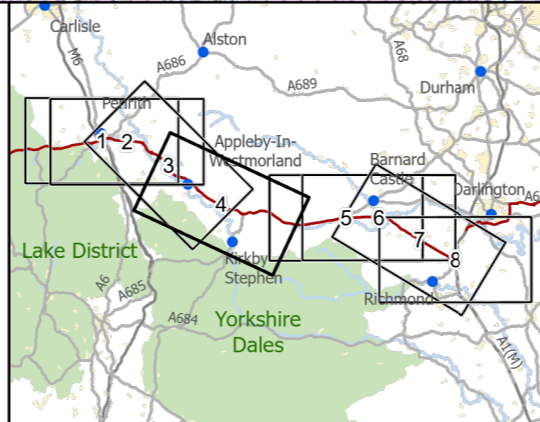 Carlisle
M6
A686
Alston
A68
A689
Durham
Penrith
1 2
3
Appleby-In-
Westmorland
4
Barnard
Castle
Darlington
A6
5 6
7
8
Lake District
Kirkby
Stephen
Richmond
A6
A685
A684
Yorkshire
Dales
A1(M)